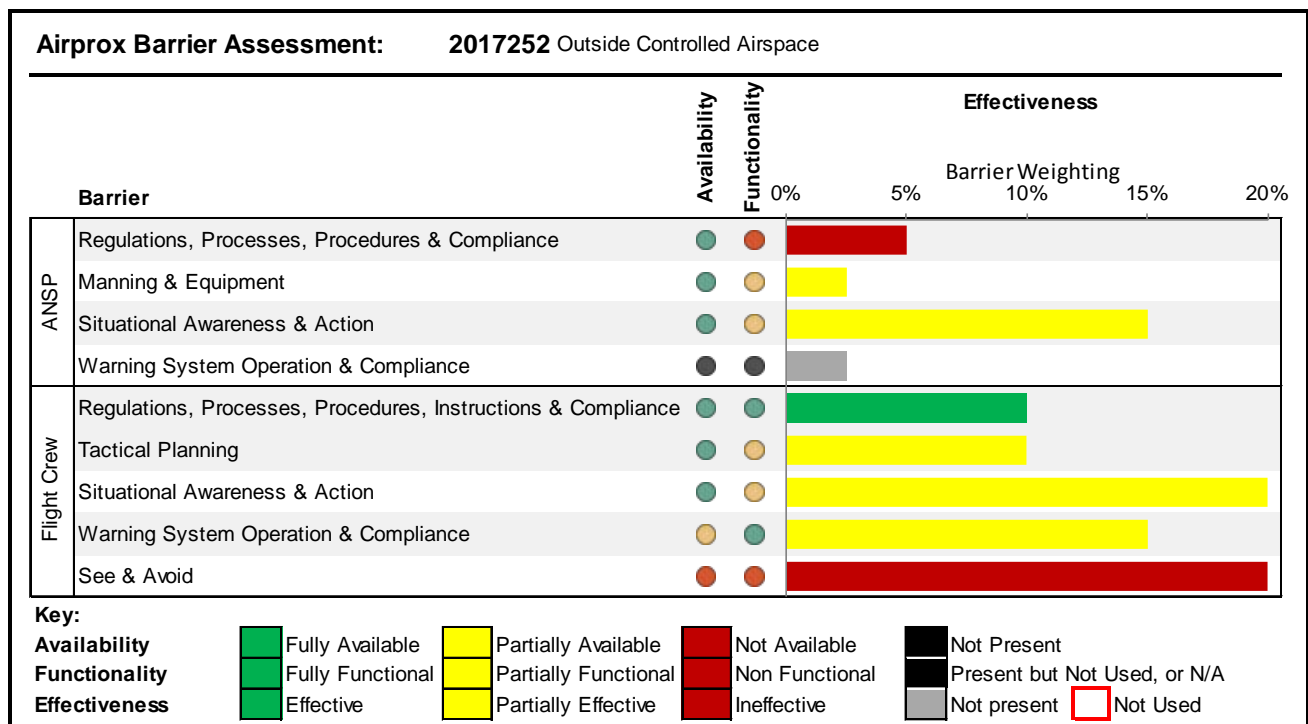 Airprox Barrier Assessment: 2017252 Outside Controlled Airspace
Availability
Functionality
Effectiveness
Barrier Weighting
Barrier
0% 5% 10% 15% 20%
ANSP
Regulations, Processes, Procedures & Compliance
Manning & Equipment
Situational Awareness & Action
Warning System Operation & Compliance
Flight Crew
Regulations, Processes, Procedures, Instructions & Compliance
Tactical Planning
Situational Awareness & Action
Warning System Operation & Compliance
See & Avoid
Key:
Availability Fully Available Partially Available Not Available Not Present
Functionality Fully Functional Partially Functional Non Functional Present but Not Used, or N/A
Effectiveness Effective Partially Effective Ineffective Not present Not Used